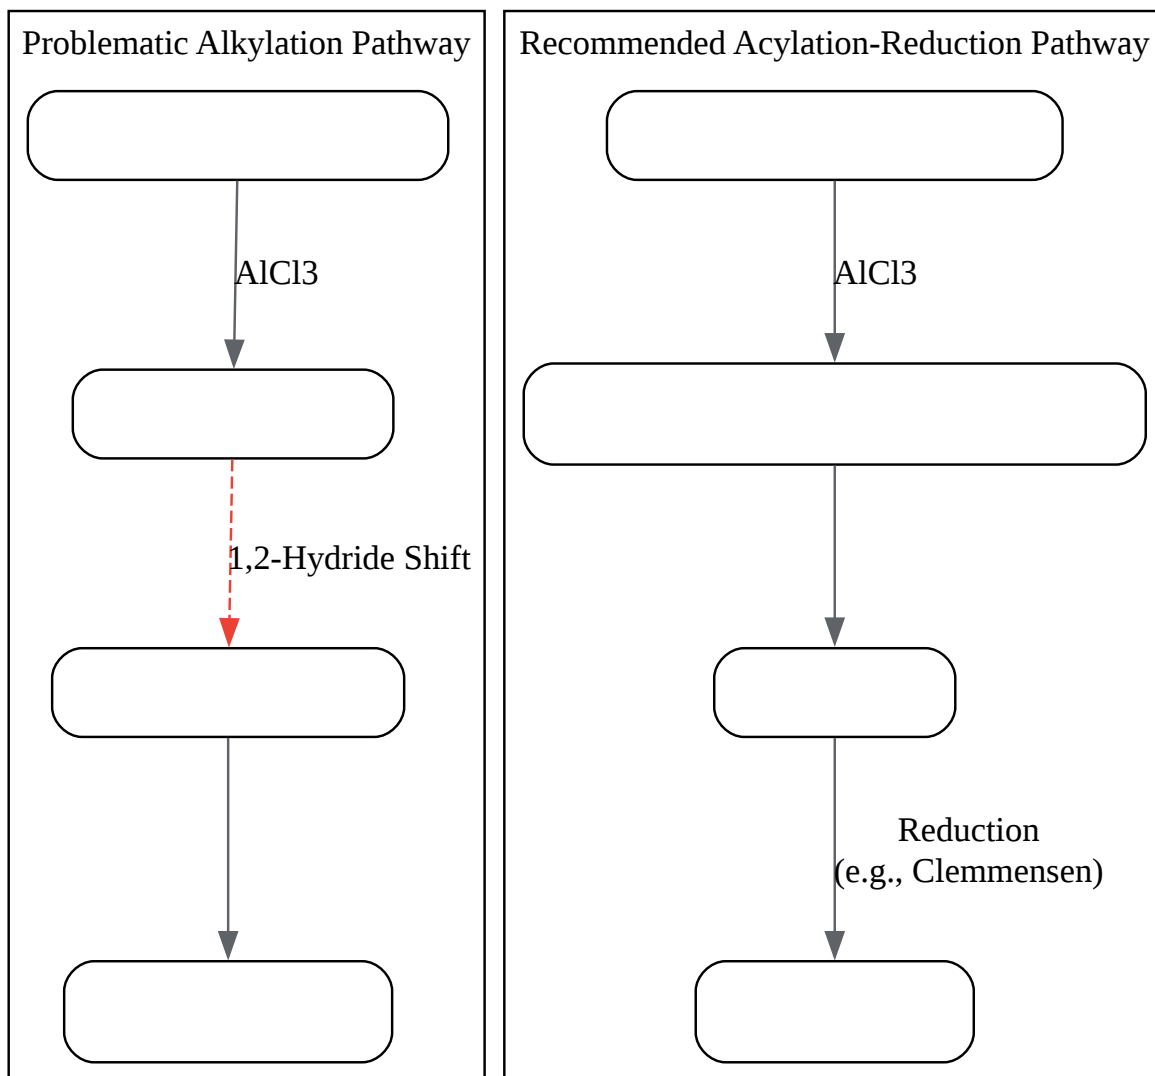 Problematic Alkylation Pathway
AlCl3
1,2-Hydride Shift
Recommended Acylation-Reduction Pathway
AlCl3
Reduction
(e.g., Clemmensen)